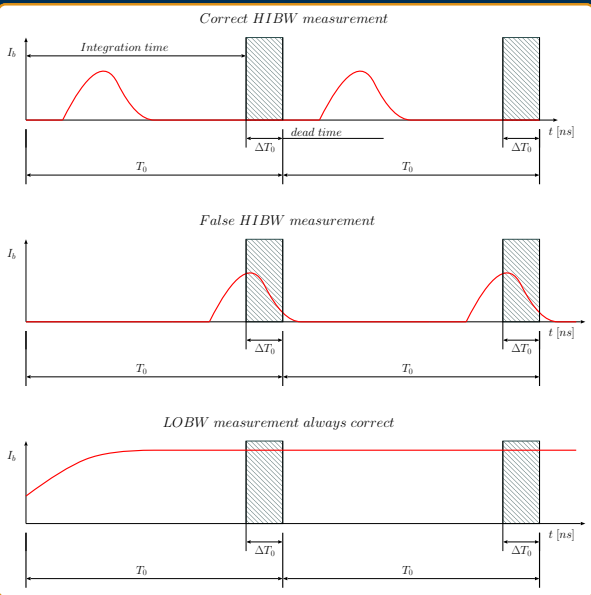 Correct HIBW measurement
I_b
Integration time
t [ns]
dead time
ΔT_0
ΔT_0
T_0
T_0
False HIBW measurement
I_b
t [ns]
ΔT_0
ΔT_0
T_0
T_0
LOBW measurement always correct
I_b
t [ns]
ΔT_0
ΔT_0
T_0
T_0